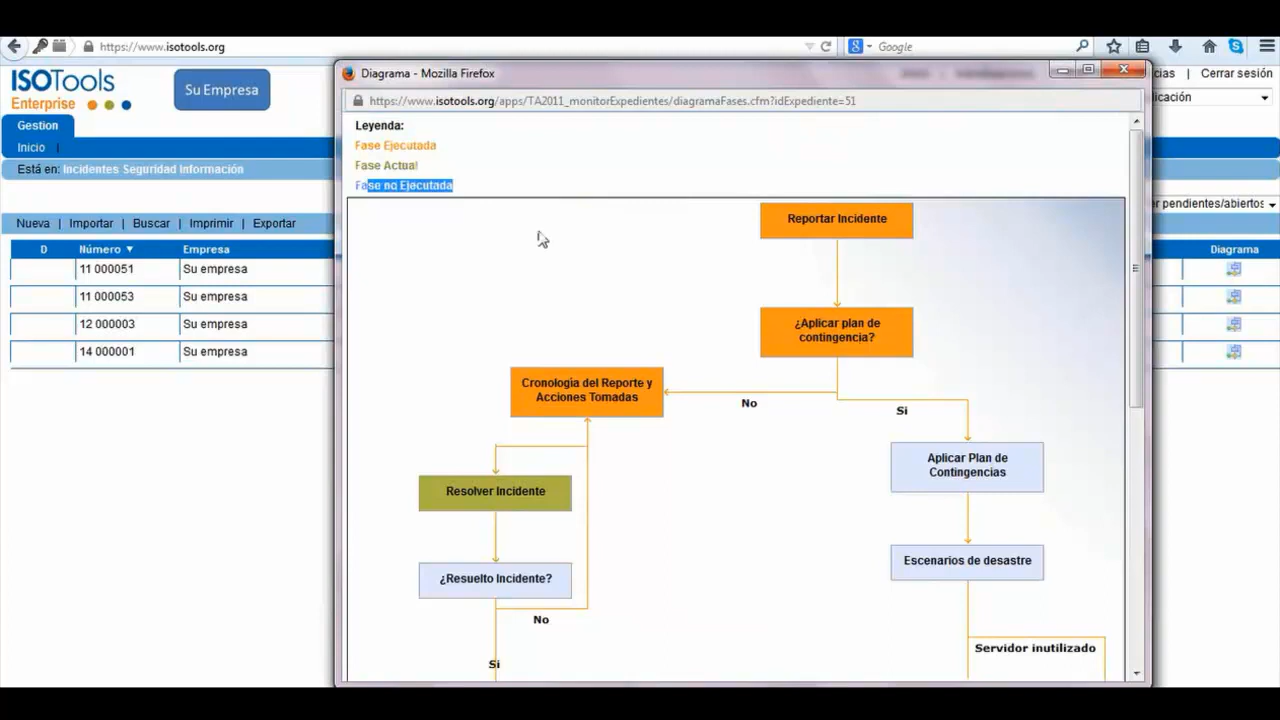 https://www.isotools.org
Google
ISOTools
Enterprise
Su Empresa
Cerrar sesión
Gestion
Inicio
Está en: Incidentes Seguridad Información
Nueva | Importar | Buscar | Imprimir | Exportar
D Número Empresa
11 000051 Su empresa
11 000053 Su empresa
12 000003 Su empresa
14 000001 Su empresa
er pendientes/abiertos
Diagrama
Diagrama - Mozilla Firefox
https://www.isotools.org/apps/TA2011_monitorExpedientes/diagramaFases.cfm?idExpediente=51
Leyenda:
Fase Ejecutada
Fase Actual
Fase no Ejecutada
Reportar Incidente
¿Aplicar plan de
contingencia?
Cronología del Reporte y
Acciones Tomadas
No
Si
Aplicar Plan de
Contingencias
Resolver Incidente
Escenarios de desastre
¿Resuelto Incidente?
No
Servidor inutilizado
Si